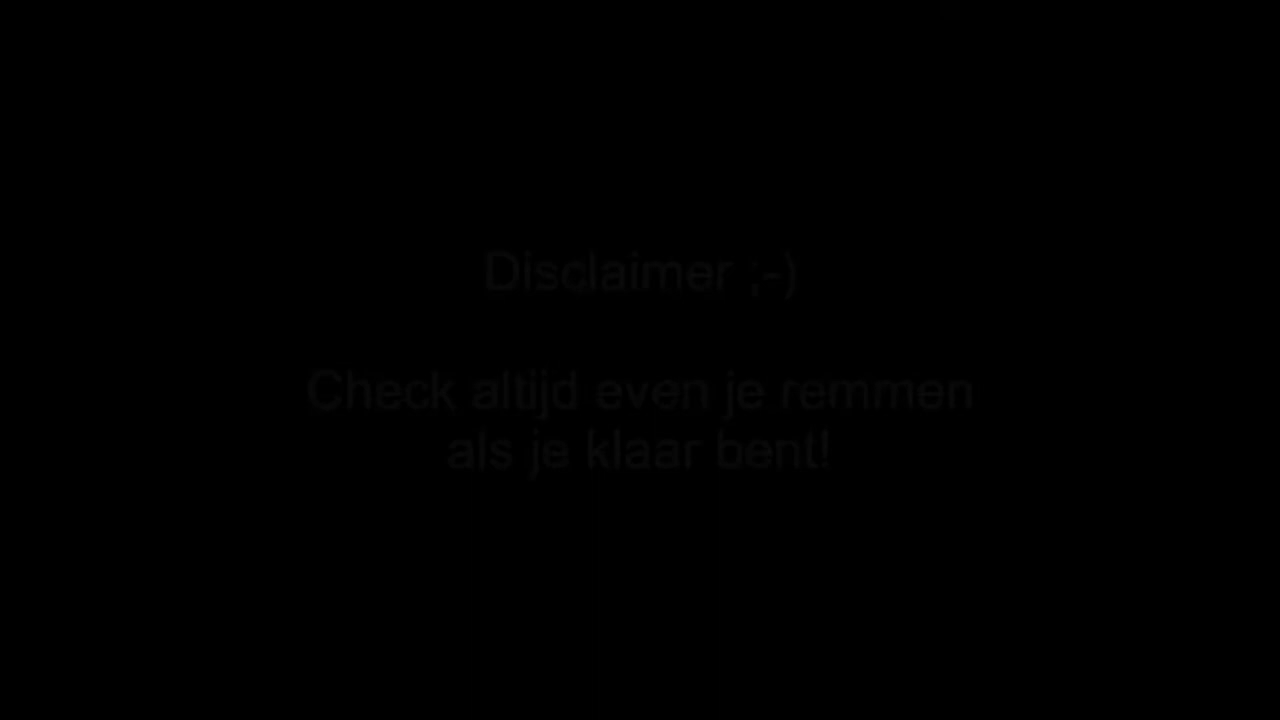 Disclaimer ;-)
Check altijd even je remmen
als je klaar bent!